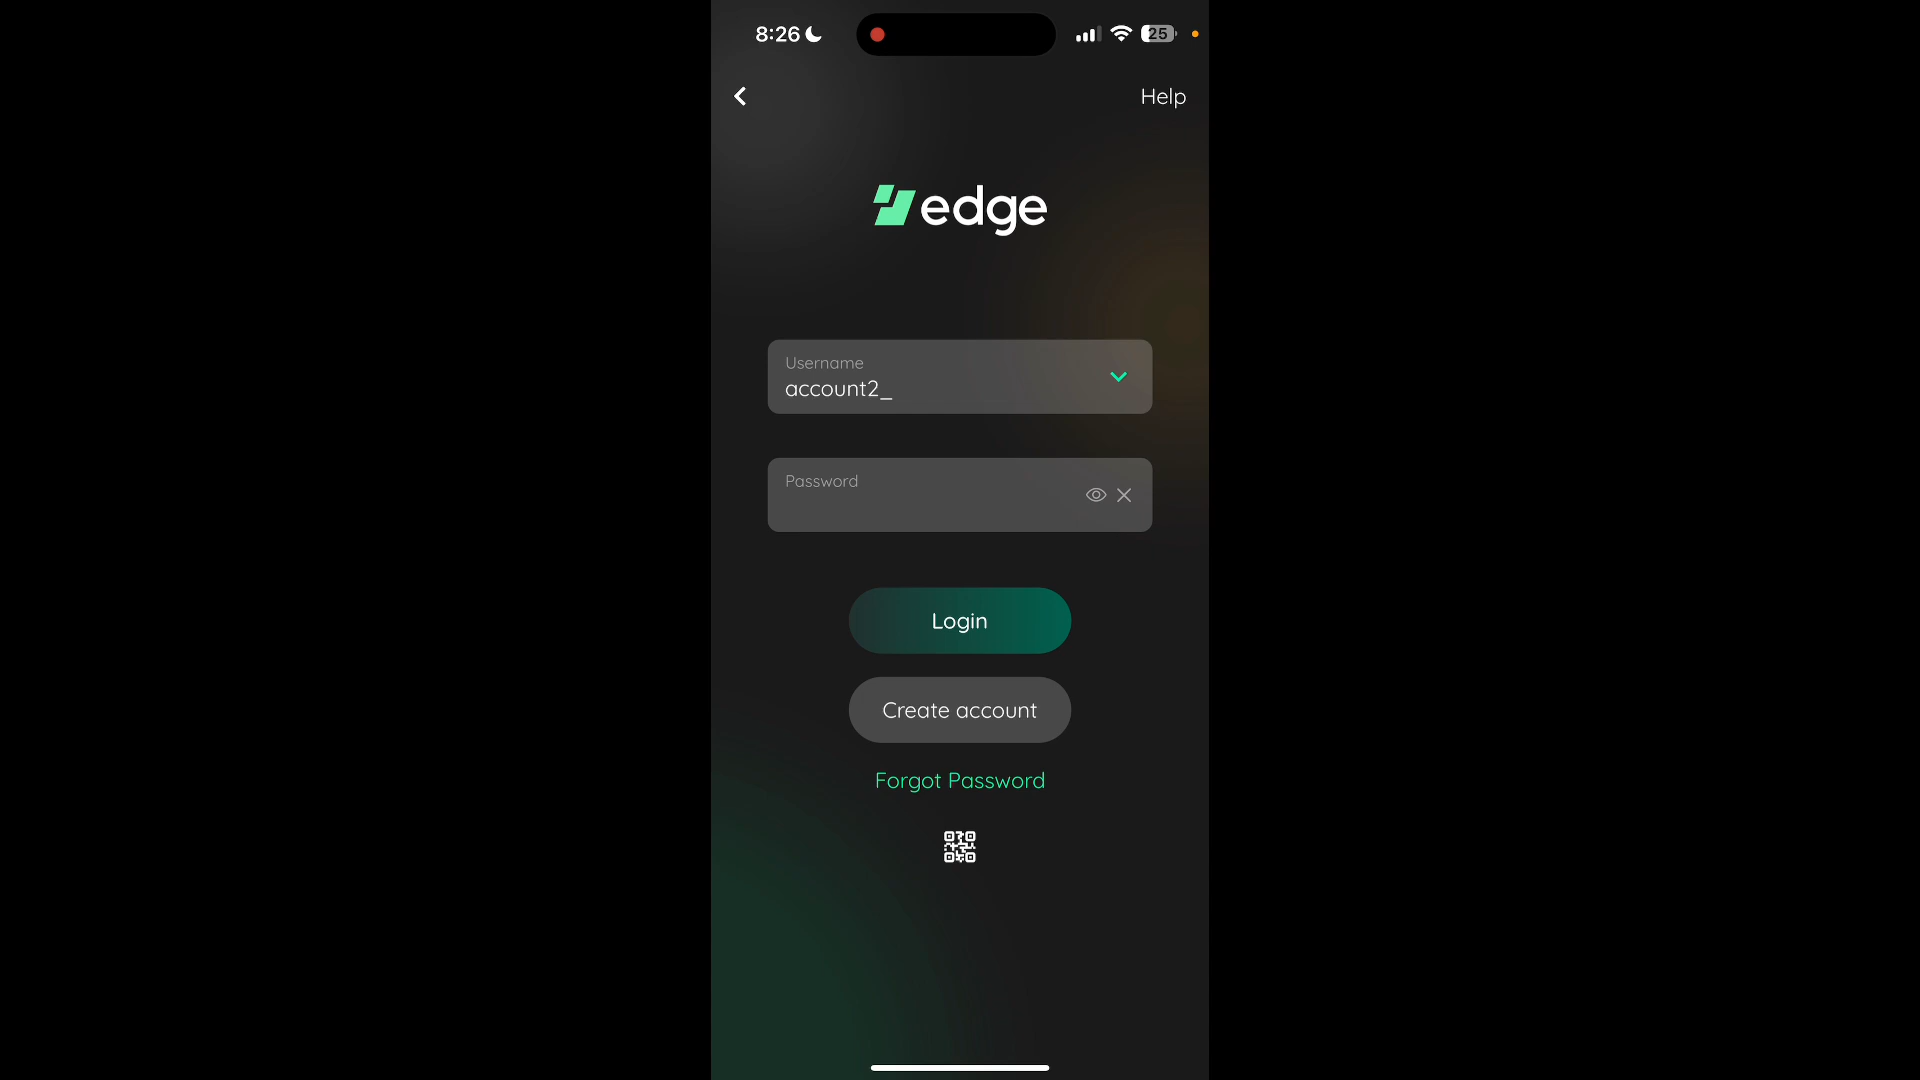 8:26
25
Help
edge
Username
account2_
Password
Login
Create account
Forgot Password